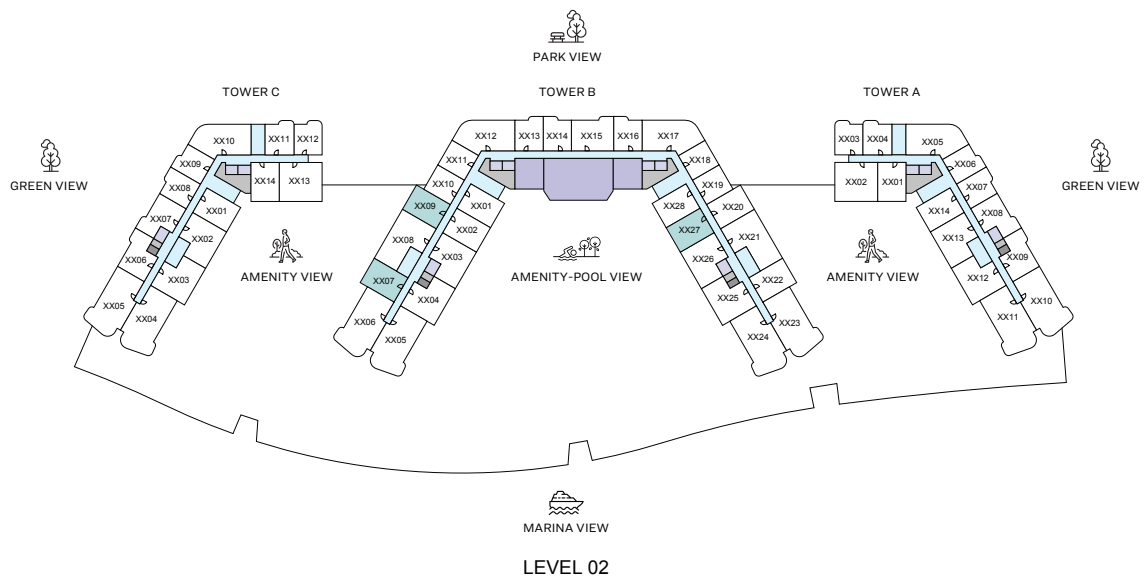 PARK VIEW
TOWER C
TOWER B
TOWER A
GREEN VIEW
GREEN VIEW
XX10
XX11
XX12
XX09
XX08
XX14
XX13
XX07
XX01
XX06
XX02
XX03
XX05
XX04
AMENITY VIEW
XX12
XX13
XX14
XX15
XX16
XX17
XX11
XX18
XX10
XX19
XX09
XX01
XX28
XX20
XX08
XX02
XX27
XX21
XX07
XX03
XX26
XX22
XX04
XX25
XX06
XX05
XX23
XX24
AMENITY-POOL VIEW
XX03
XX04
XX05
XX06
XX02
XX01
XX07
XX14
XX08
XX13
XX09
XX12
XX10
XX11
AMENITY VIEW
MARINA VIEW
LEVEL 02